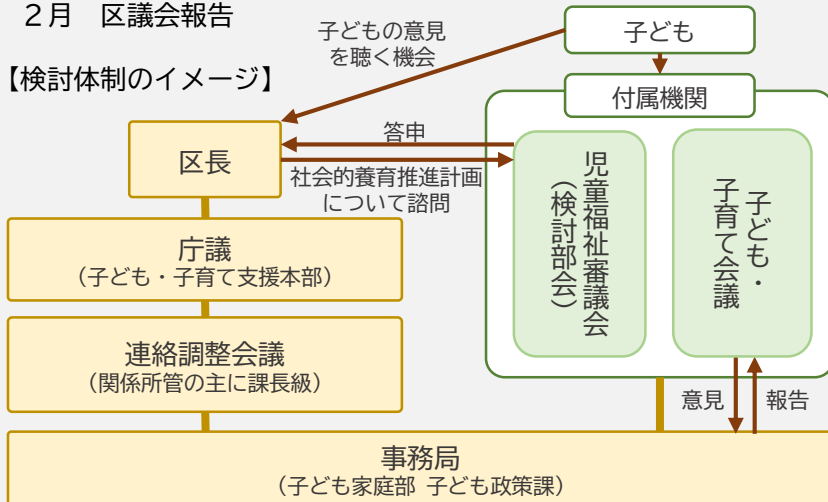 2月　区議会報告
【検討体制のイメージ】
子どもの意見
を聴く機会
子ども
付属機関
区長
答申
社会的養育推進計画
について諮問
児童福祉審議会
（検討部会）
子ども・
子育て会議
庁議
（子ども・子育て支援本部）
連絡調整会議
（関係所管の主に課長級）
意見
報告
事務局
（子ども家庭部 子ども政策課）